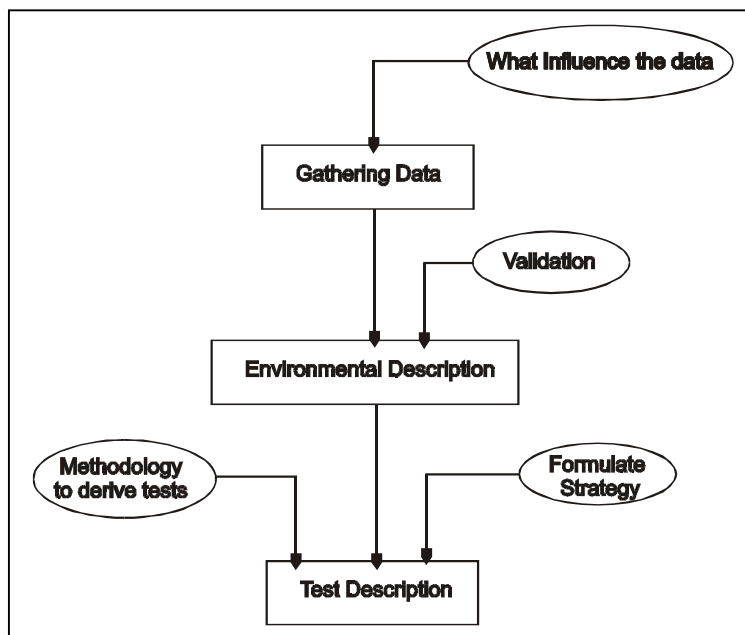 What Influence the data
Gathering Data
Validation
Environmental Description
Methodology
to derive tests
Formulate
Strategy
Test Description